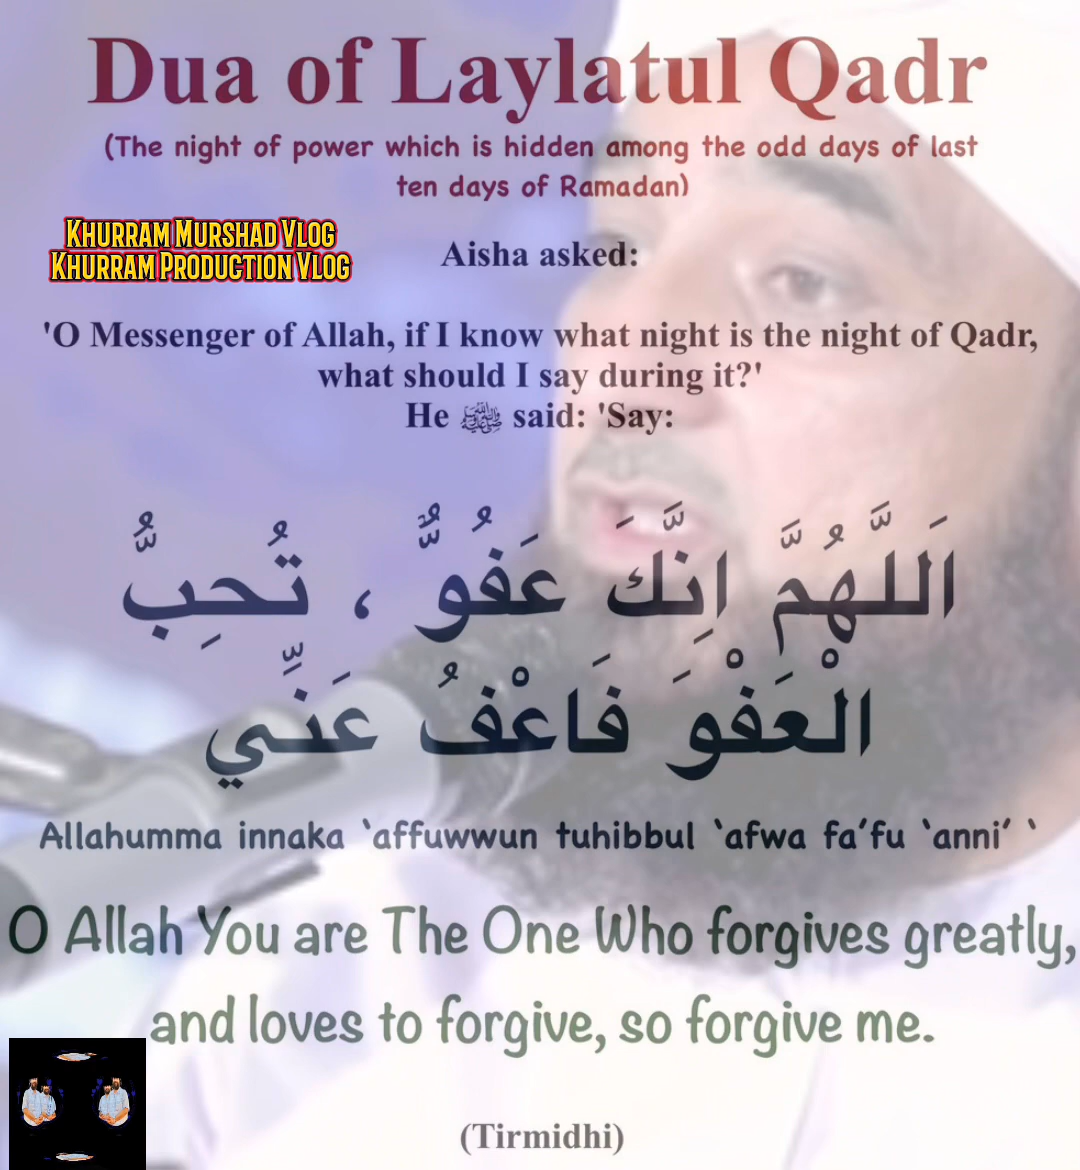 Dua of Laylatul Qadr
(The night of power which is hidden among the odd days of last
ten days of Ramadan)
Khurram Murshad Vlog
Khurram Production Vlog
Aisha asked:
'O Messenger of Allah, if I know what night is the night of Qadr,
what should I say during it?'
He ﷺ said: 'Say:
اَللَّهُمَّ اِنَّكَ عَفُوٌّ ، تُحِبُّ
الْعَفْوَ فَاعْفُ عَنِّي
Allahumma innaka ‘affuwwun tuhibbul ‘afwa fa’fu ‘anni’ ‘
O Allah You are The One Who forgives greatly,
and loves to forgive, so forgive me.
(Tirmidhi)